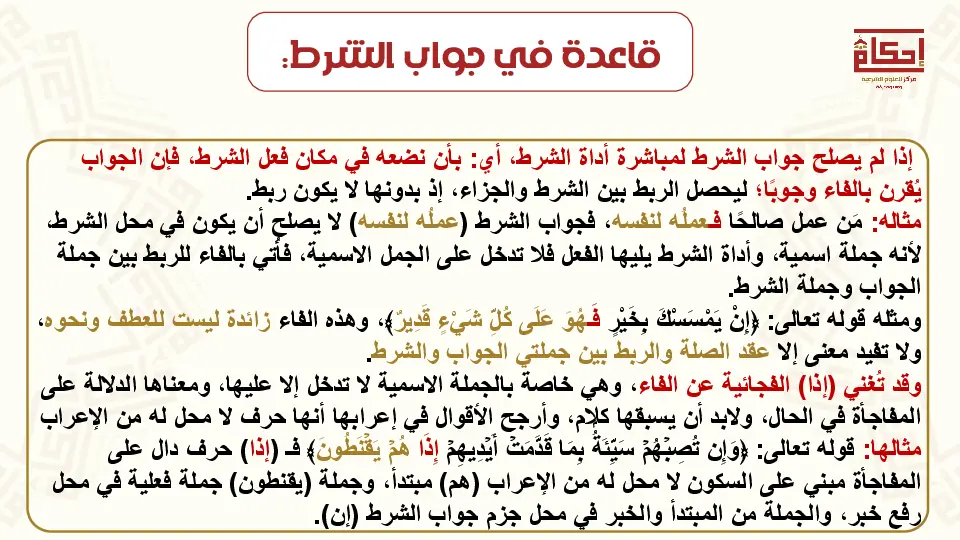 قاعدة في جواب الشرط:
إحكام
مركز العلوم الشرعية
إذا لم يصلح جواب الشرط لمباشرة أداة الشرط، أي: بأن نضعه في مكان فعل الشرط، فإن الجواب
يُقرن بالفاء وجوبًا؛ ليحصل الربط بين الشرط والجزاء، إذ بدونها لا يكون ربط.
مثاله: مَن عمل صالحًا فـعملُه لنفسه، فجواب الشرط (عملُه لنفسه) لا يصلح أن يكون في محل الشرط،
لأنه جملة اسمية، وأداة الشرط يليها الفعل فلا تدخل على الجمل الاسمية، فأتي بالفاء للربط بين جملة
الجواب وجملة الشرط.
ومثله قوله تعالى: ﴿إِنْ يَمْسَسْكَ بِخَيْرٍ فَـهُوَ عَلَى كُلِّ شَيْءٍ قَدِيرٌ﴾، وهذه الفاء زائدة ليست للعطف ونحوه،
ولا تفيد معنى إلا عقد الصلة والربط بين جملتي الجواب والشرط.
وقد تُغني (إذا) الفجائية عن الفاء، وهي خاصة بالجملة الاسمية لا تدخل إلا عليها، ومعناها الدلالة على
المفاجأة في الحال، ولابد أن يسبقها كلام، وأرجح الأقوال في إعرابها أنها حرف لا محل له من الإعراب
مثالها: قوله تعالى: ﴿وَإِن تُصِبْهُمْ سَيِّئَةٌ بِمَا قَدَّمَتْ أَيْدِيهِمْ إِذَا هُمْ يَقْنَطُونَ﴾ فـ (إذا) حرف دال على
المفاجأة مبني على السكون لا محل له من الإعراب (هم) مبتدأ، وجملة (يقنطون) جملة فعلية في محل
رفع خبر، والجملة من المبتدأ والخبر في محل جزم جواب الشرط (إن).